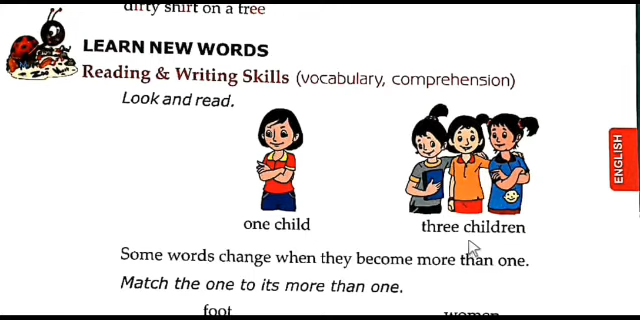 dirty shirt on a tree
LEARN NEW WORDS
Reading & Writing Skills (vocabulary, comprehension)
Look and read.
ENGLISH
one child
three children
Some words change when they become more than one.
Match the one to its more than one.
foot
women